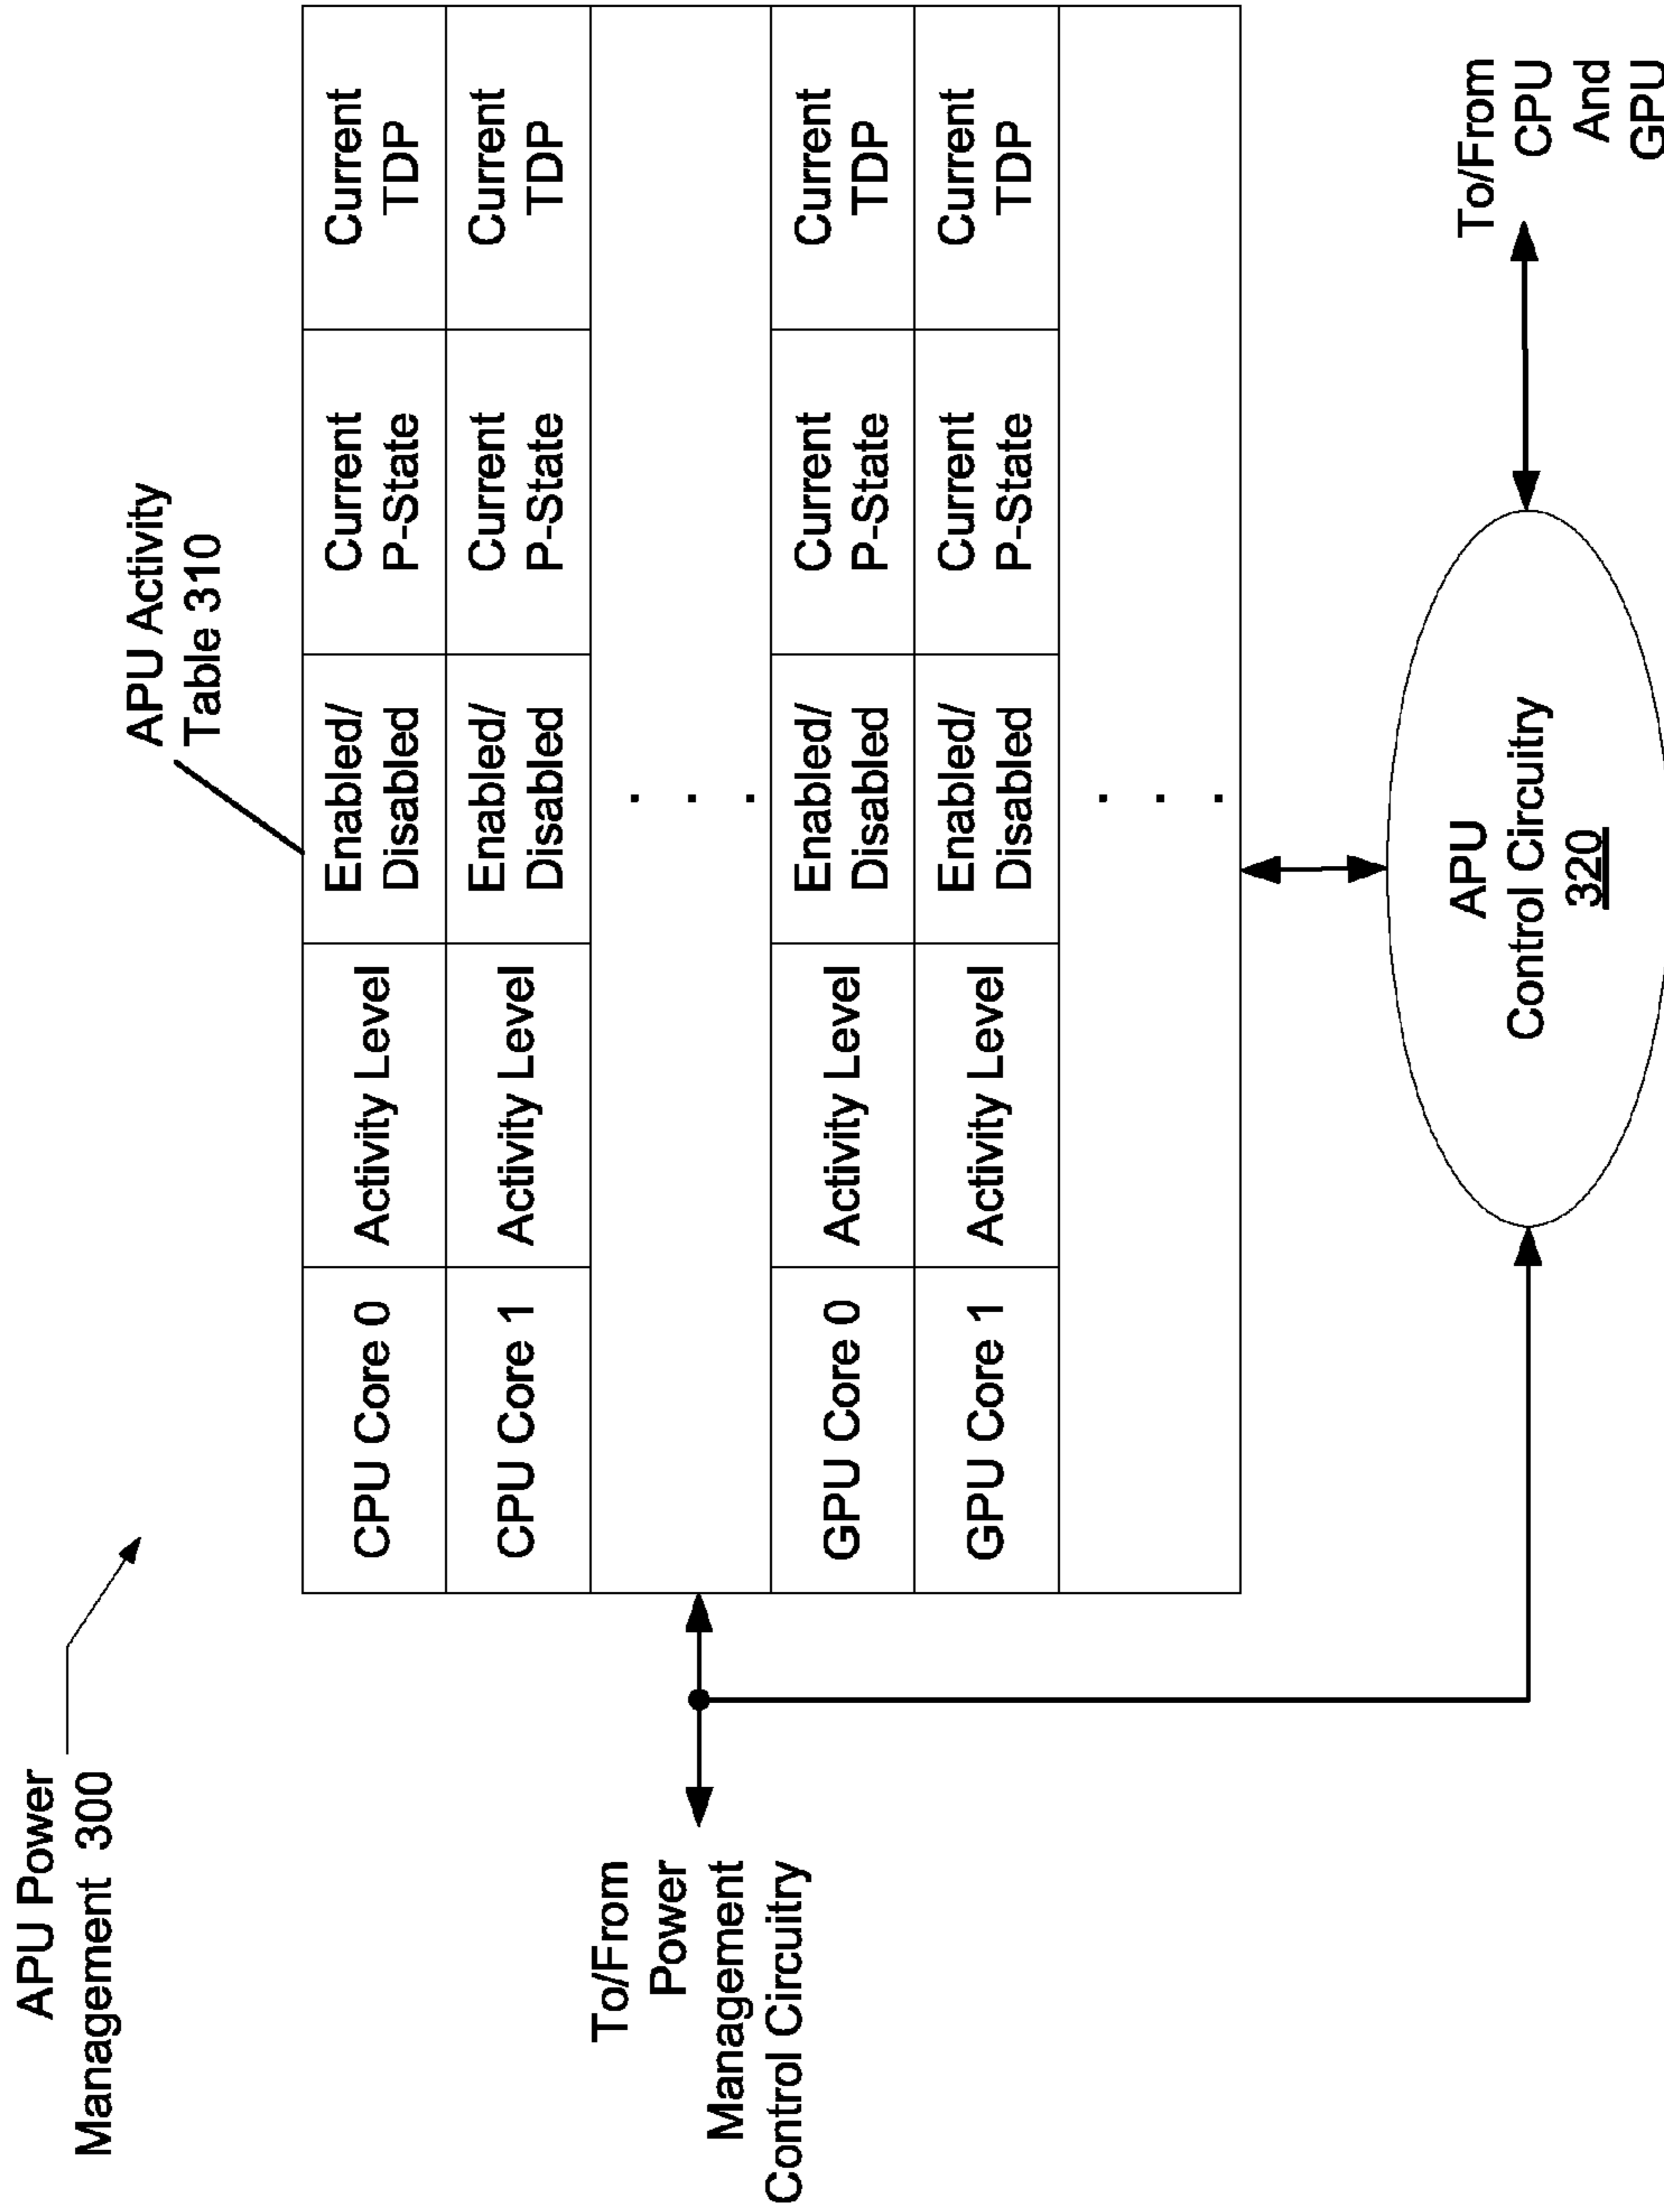 APU Power
Management 300
APU Activity
Table 310
CPU Core 0 Activity Level Enabled/ Disabled Current P-State Current TDP
CPU Core 1 Activity Level Enabled/ Disabled Current P-State Current TDP
. . .
GPU Core 0 Activity Level Enabled/ Disabled Current P-State Current TDP
GPU Core 1 Activity Level Enabled/ Disabled Current P-State Current TDP
. . .
To/From
Power
Management
Control Circuitry
APU
Control Circuitry
320
To/From
CPU
And
GPU